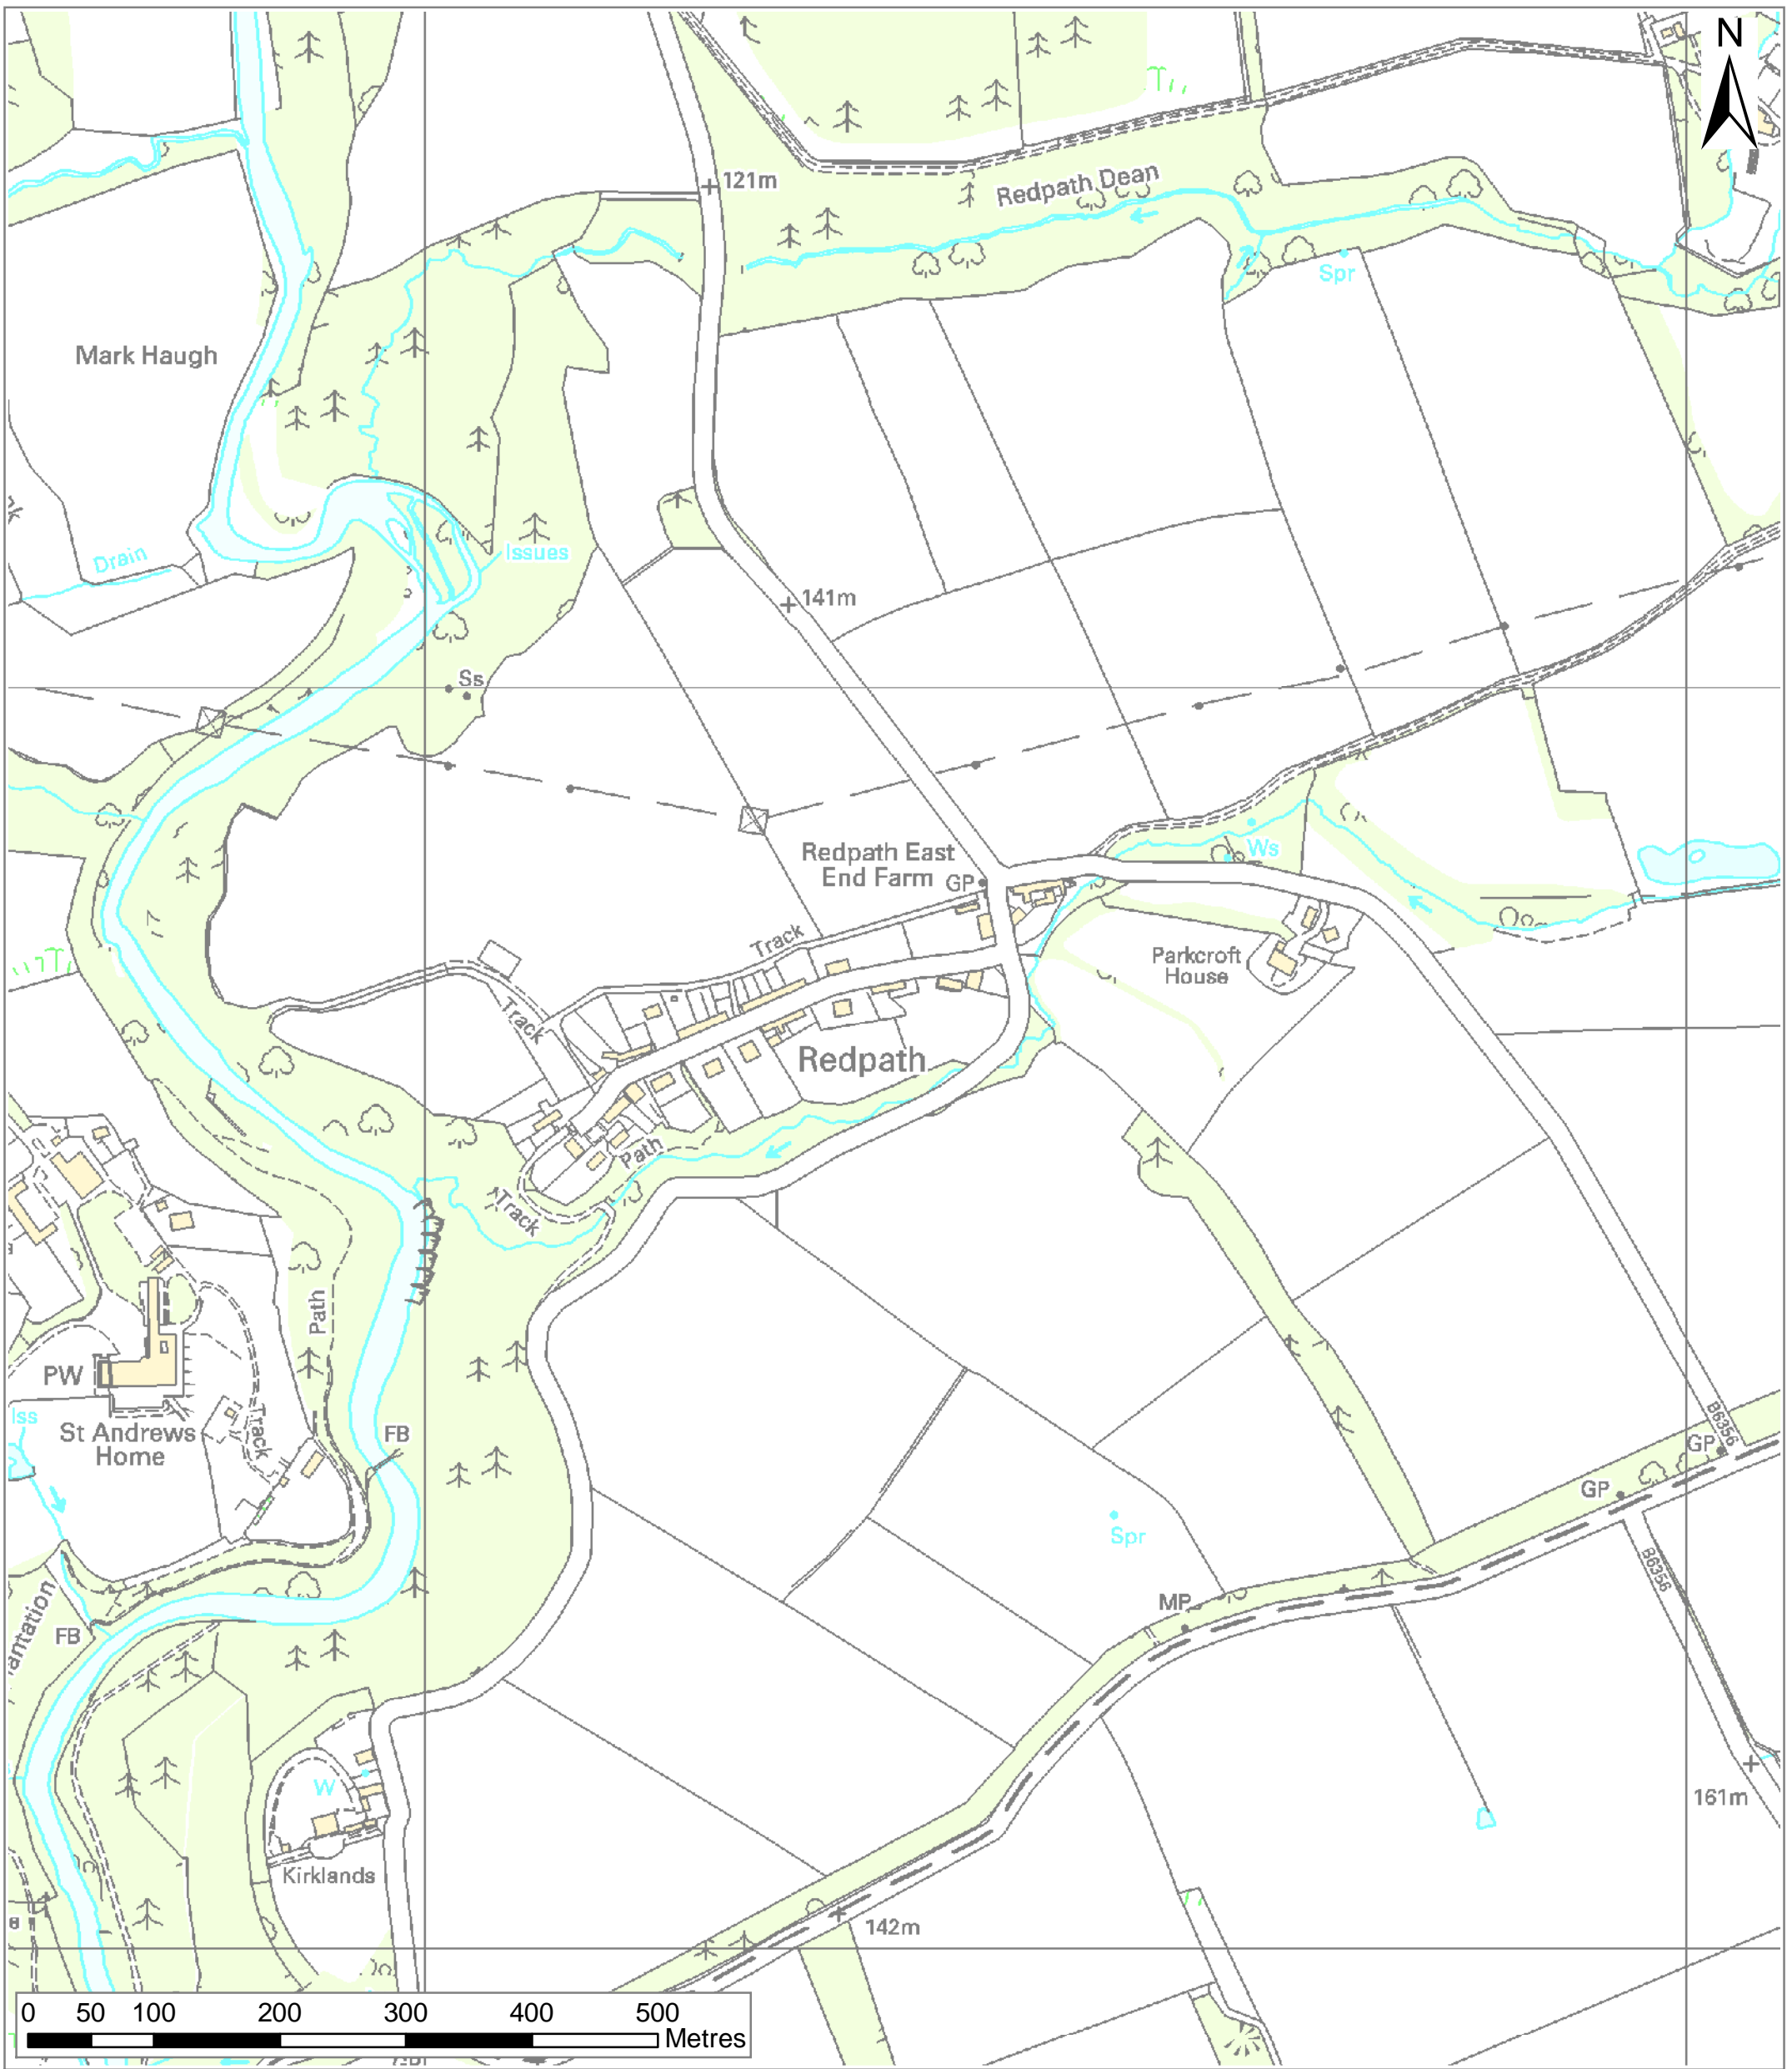 N
121m
Redpath Dean
Spr
Mark Haugh
Drain
Issues
141m
Ss
Redpath East
End Farm
GP
Ws
Track
Parkcroft
House
Track
Redpath
Path
Track
Path
PW
Iss
St Andrews
Home
Track
FB
B6356
GP
GP
Spr
B6356
MP
antation
FB
W
161m
Kirklands
142m
0 50 100 200 300 400 500
Metres